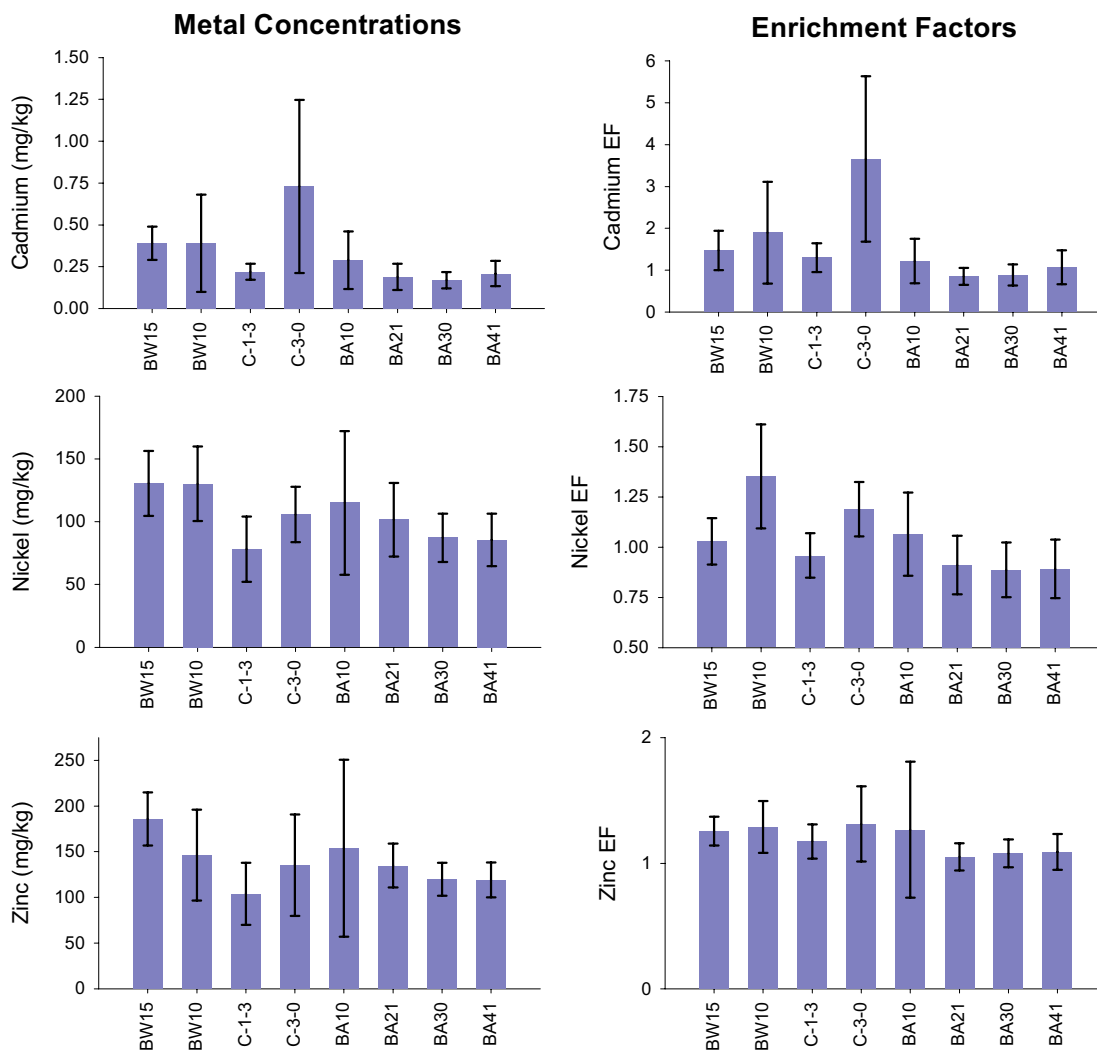 Metal Concentrations
Enrichment Factors
Cadmium (mg/kg)
1.50
1.25
1.00
0.75
0.50
0.25
0.00
BW15
BW10
C-1-3
C-3-0
BA10
BA21
BA30
BA41
Cadmium EF
6
5
4
3
2
1
0
BW15
BW10
C-1-3
C-3-0
BA10
BA21
BA30
BA41
Nickel (mg/kg)
200
150
100
50
0
BW15
BW10
C-1-3
C-3-0
BA10
BA21
BA30
BA41
Nickel EF
1.75
1.50
1.25
1.00
0.75
0.50
BW15
BW10
C-1-3
C-3-0
BA10
BA21
BA30
BA41
Zinc (mg/kg)
250
200
150
100
50
0
BW15
BW10
C-1-3
C-3-0
BA10
BA21
BA30
BA41
Zinc EF
2
1
0
BW15
BW10
C-1-3
C-3-0
BA10
BA21
BA30
BA41